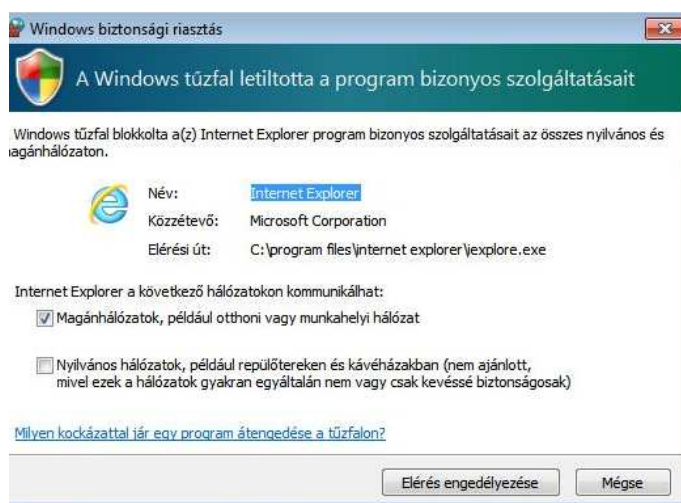 Windows biztonsági riasztás
A Windows tűzfal letiltotta a program bizonyos szolgáltatásait
Windows tűzfal blokkolta a(z) Internet Explorer program bizonyos szolgáltatásait az összes nyilvános és
agánhálózaton.
Név: Internet Explorer
Közzétevő: Microsoft Corporation
Elérési út: C:\program files\internet explorer\iexplore.exe
Internet Explorer a következő hálózatokon kommunikálhat:
Magánhálózatok, például otthoni vagy munkahelyi hálózat
Nyilvános hálózatok, például repülőtereken és kávéházakban (nem ajánlott,
mivel ezek a hálózatok gyakran egyáltalán nem vagy csak kevéssé biztonságosak)
Milyen kockázattal jár egy program átengedése a tűzfalon?
Elérés engedélyezése Mégse